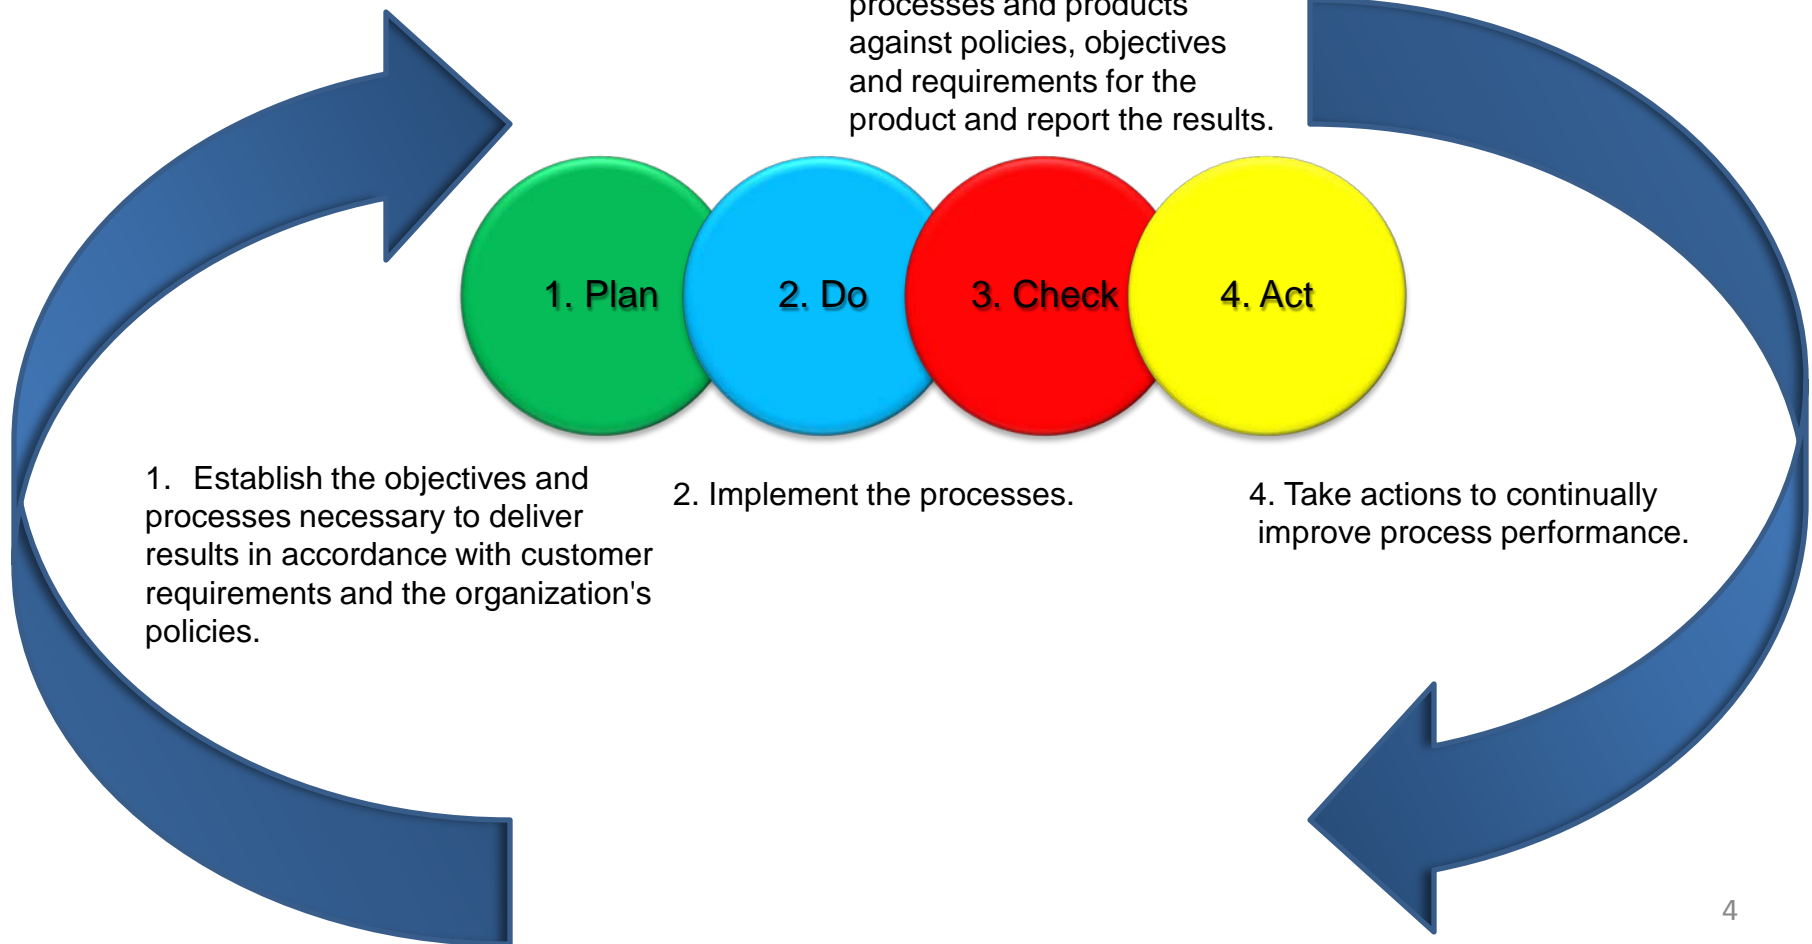 processes and products
against policies, objectives
and requirements for the
product and report the results.
1. Plan
2. Do
3. Check
4. Act
1. Establish the objectives and
processes necessary to deliver
results in accordance with customer
requirements and the organization's
policies.
2. Implement the processes.
4. Take actions to continually
improve process performance.
4